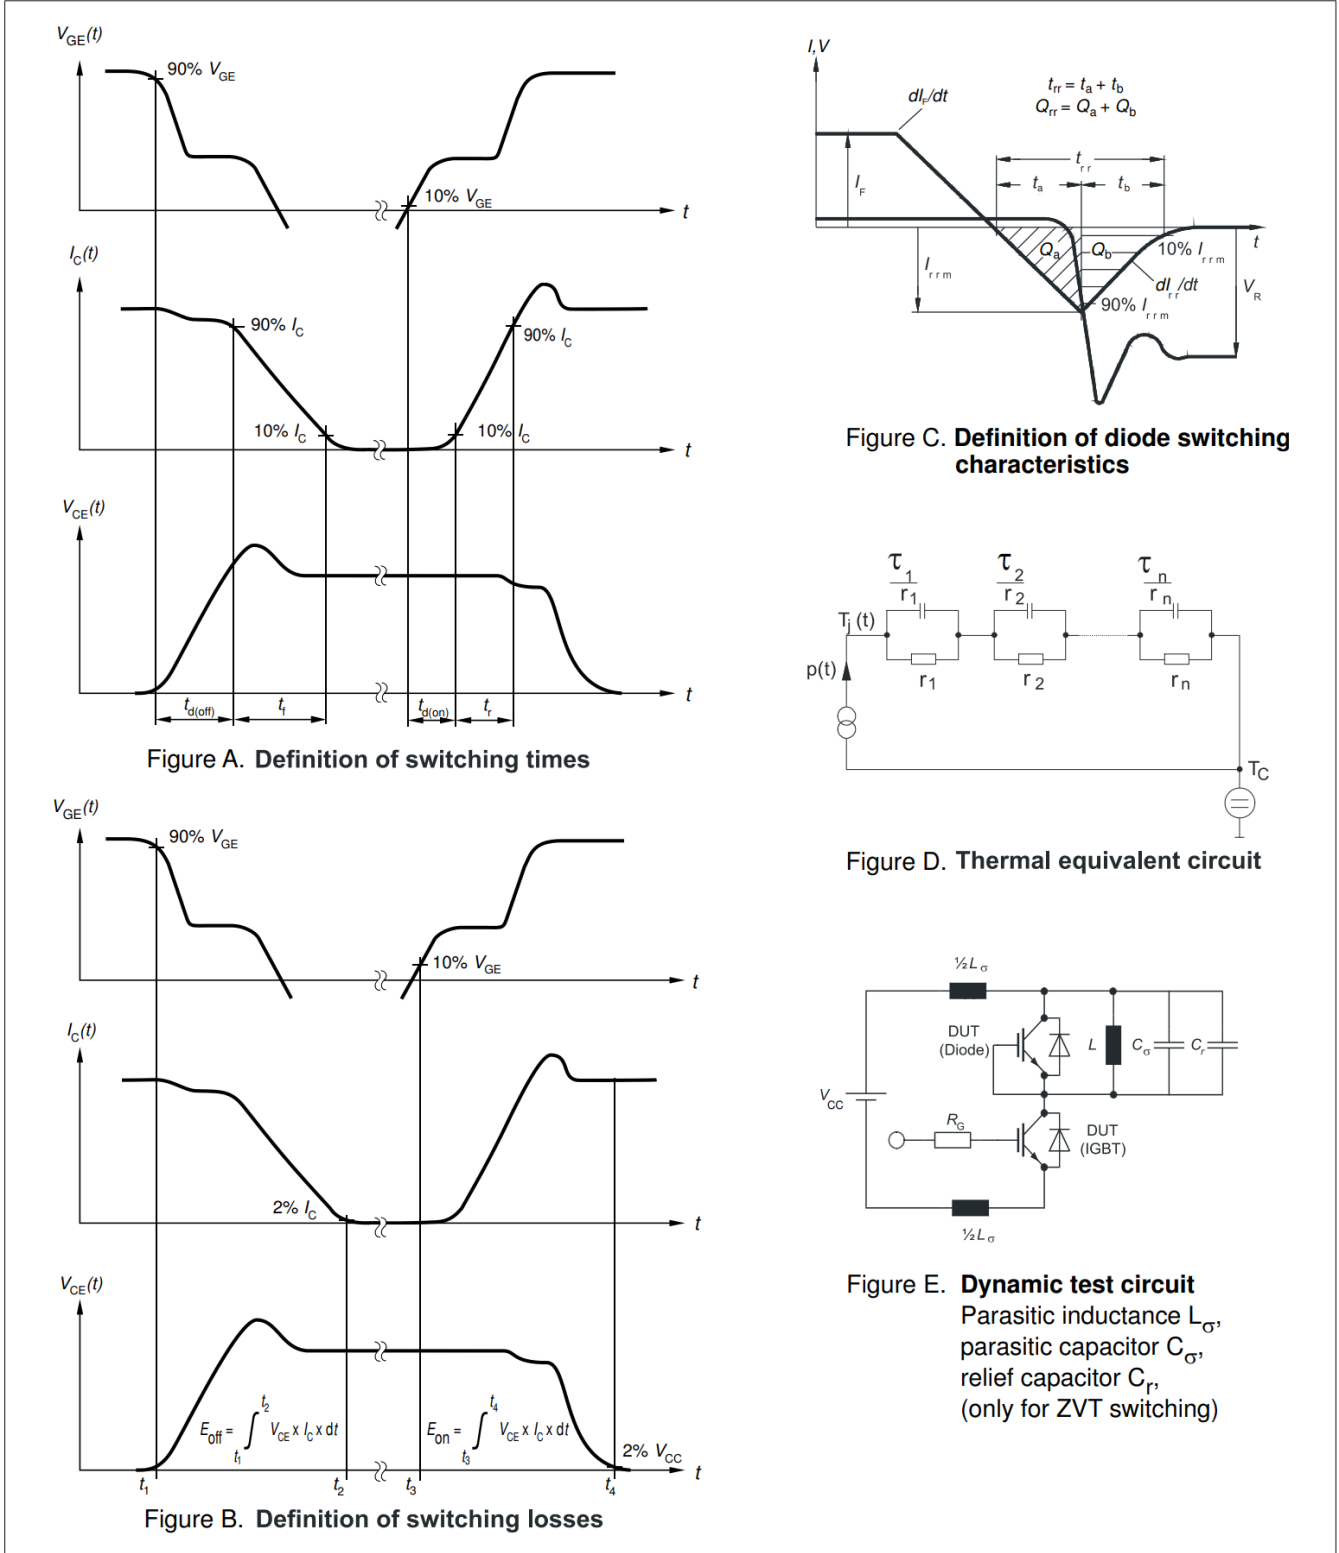 V_GE(t)
90% V_GE
10% V_GE
t
I_C(t)
90% I_C
90% I_C
10% I_C
10% I_C
t
V_CE(t)
t
t_d(off)
t_f
t_d(on)
t_r
Figure A. Definition of switching times
V_GE(t)
90% V_GE
10% V_GE
t
I_C(t)
2% I_C
t
V_CE(t)
E_off = ∫ t_1 t_2 V_CE x I_C x dt
E_on = ∫ t_3 t_4 V_CE x I_C x dt
2% V_CC
t
t_1
t_2
t_3
t_4
Figure B. Definition of switching losses
I,V
dI_F/dt
t_rr = t_a + t_b
Q_rr = Q_a + Q_b
t_rr
I_F
t_a
t_b
Q_a
Q_b
10% I_rrm
t
I_rrm
dI_rr/dt
V_R
90% I_rrm
Figure C. Definition of diode switching
characteristics
τ_1
r_1
τ_2
r_2
τ_n
r_n
T_j (t)
p(t)
r_1
r_2
r_n
T_C
Figure D. Thermal equivalent circuit
½L_σ
DUT
(Diode)
L
C_σ
C_r
V_CC
R_G
DUT
(IGBT)
½L_σ
Figure E. Dynamic test circuit
Parasitic inductance L_σ,
parasitic capacitor C_σ,
relief capacitor C_r,
(only for ZVT switching)